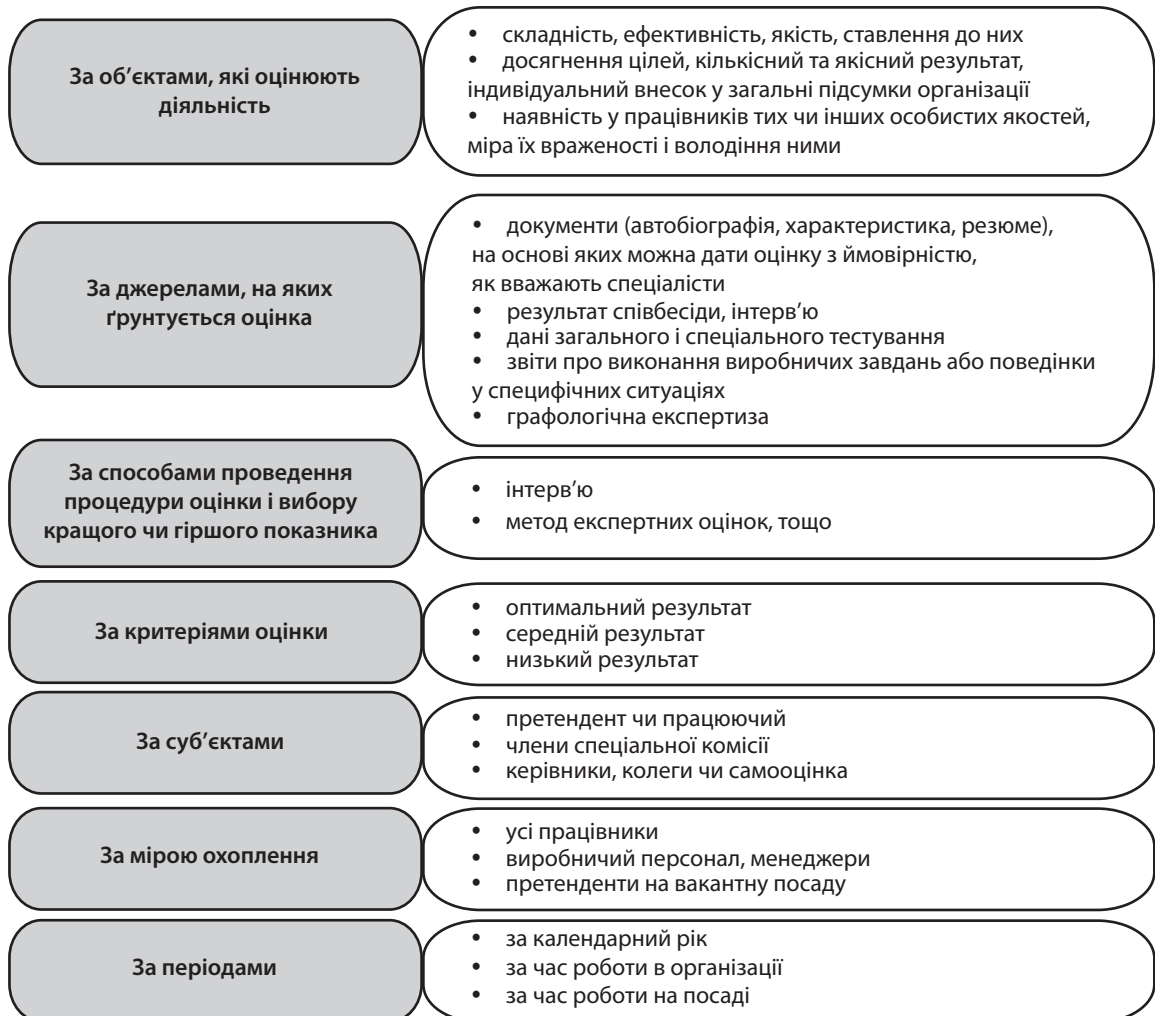 За об’єктами, які оцінюють
діяльність
• складність, ефективність, якість, ставлення до них
• досягнення цілей, кількісний та якісний результат,
індивідуальний внесок у загальні підсумки організації
• наявність у працівників тих чи інших особистих якостей,
міра їх враженості і володіння ними
За джерелами, на яких
ґрунтується оцінка
• документи (автобіографія, характеристика, резюме),
на основі яких можна дати оцінку з ймовірністю,
як вважають спеціалісти
• результат співбесіди, інтерв’ю
• дані загального і спеціального тестування
• звіти про виконання виробничих завдань або поведінки
у специфічних ситуаціях
• графологічна експертиза
За способами проведення
процедури оцінки і вибору
кращого чи гіршого показника
• інтерв’ю
• метод експертних оцінок, тощо
За критеріями оцінки
• оптимальний результат
• середній результат
• низький результат
За суб’єктами
• претендент чи працюючий
• члени спеціальної комісії
• керівники, колеги чи самооцінка
За мірою охоплення
• усі працівники
• виробничий персонал, менеджери
• претенденти на вакантну посаду
За періодами
• за календарний рік
• за час роботи в організації
• за час роботи на посаді